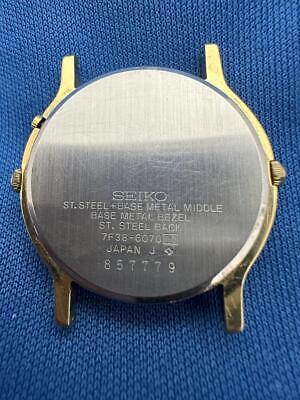 SEIKO
ST. STEEL+BASE METAL MIDDLE
BASE METAL BEZEL
ST. STEEL BACK
7F38-6070
JAPAN J
857779